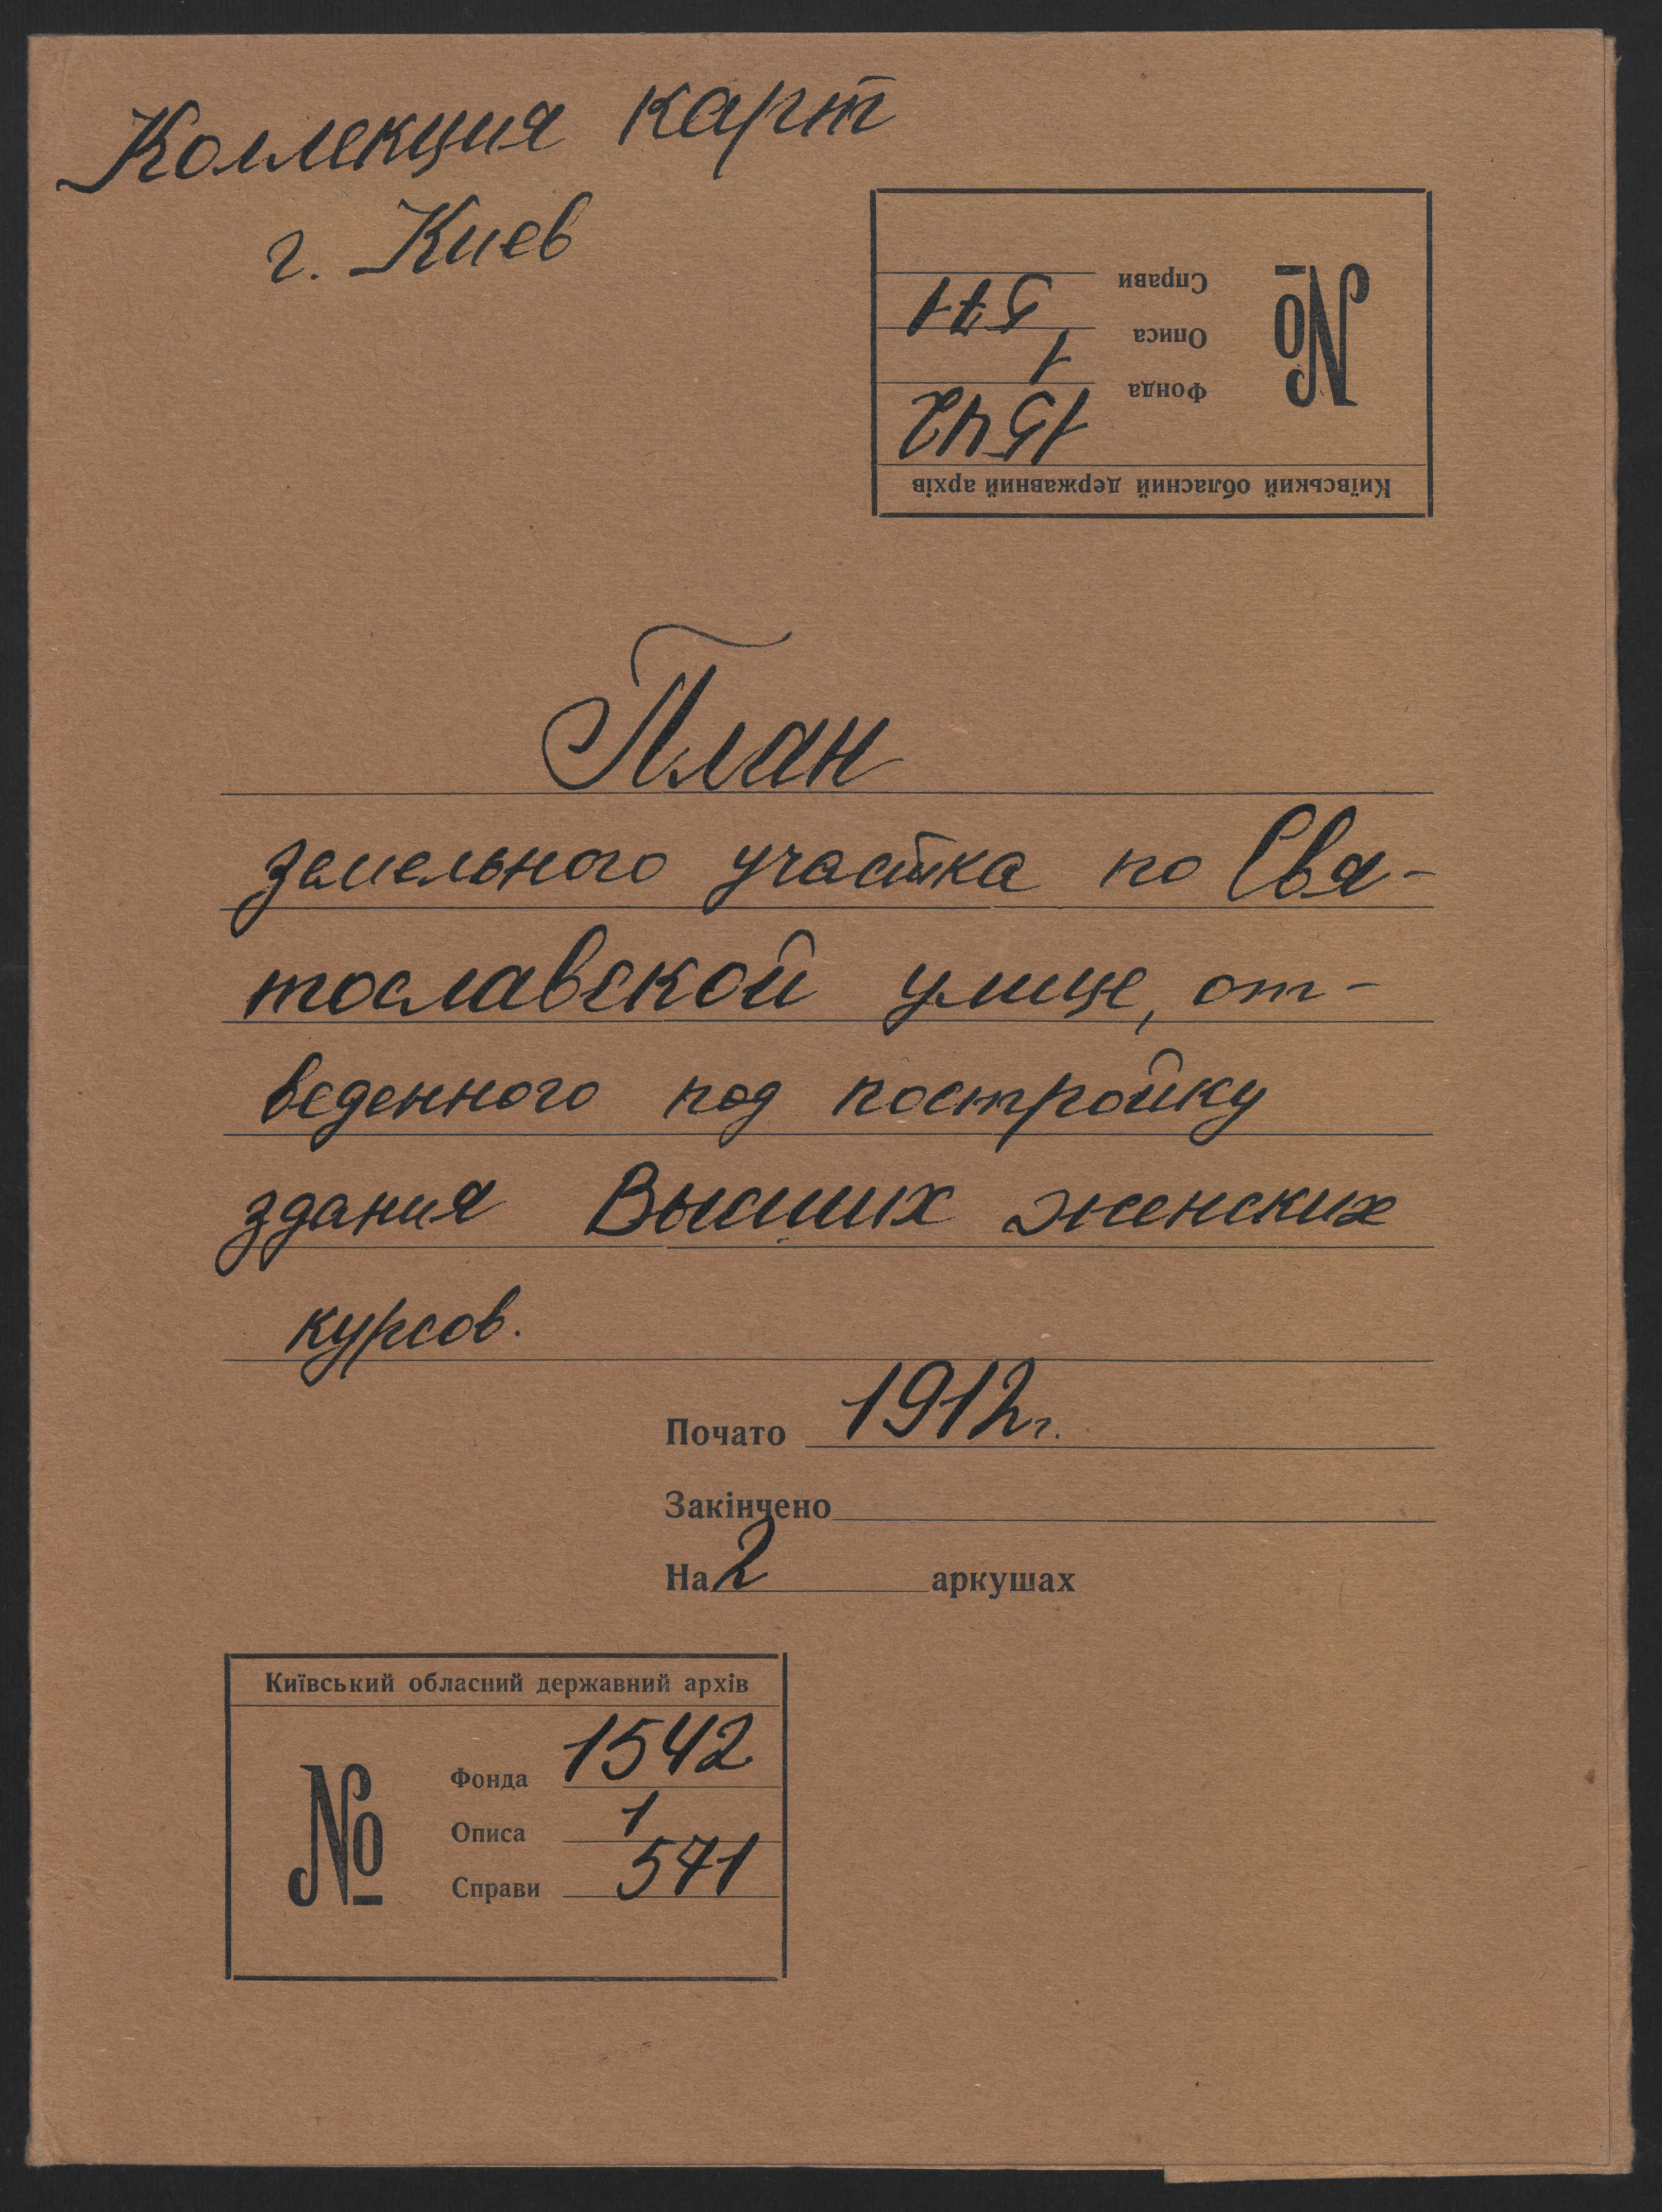 Коллекция карт
г. Киев
Київський обласний державний архів
№
Фонда 1542
Описа 1
Справи 571
План
земельного участка по Свя-
тославской улице, от-
веденного под постройку
здания Высших женских
курсов.
Почато 1912г.
Закінчено
На 2 аркушах
Київський обласний державний архів
№
Фонда 1542
Описа 1
Справи 571